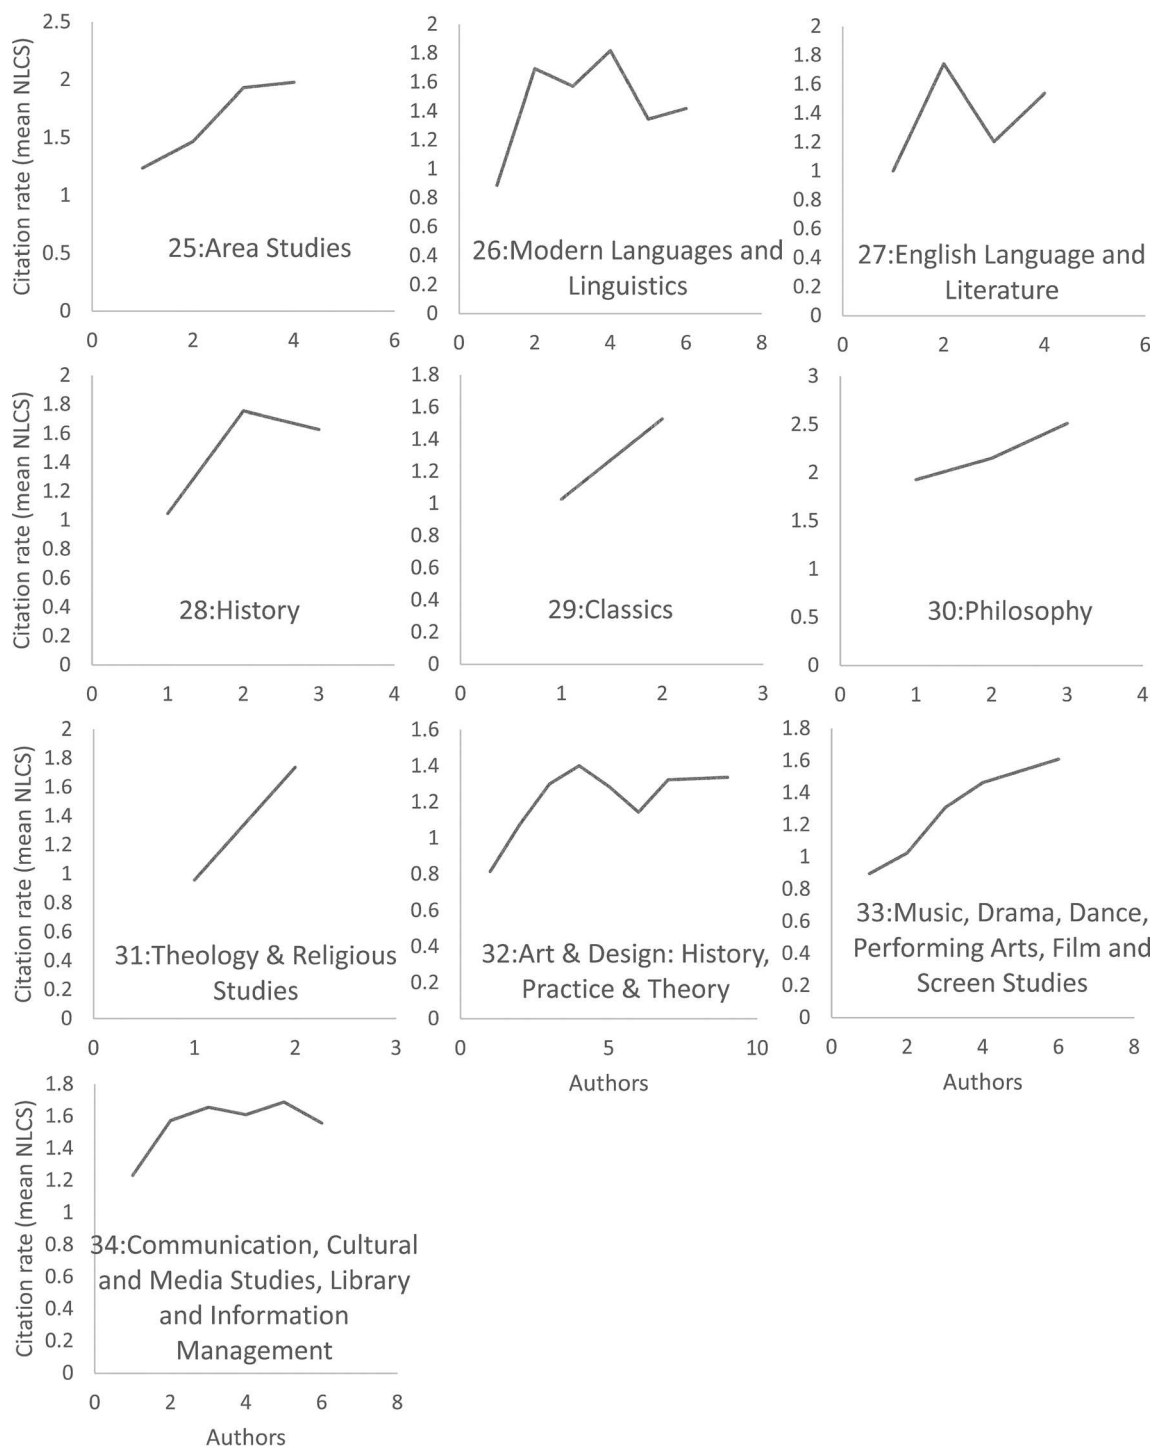 Citation rate (mean NLCS)
2.5
2
1.5
1
0.5
0
25:Area Studies
0 2 4 6
2
1.8
1.6
1.4
1.2
1
0.8
0.6
0.4
0.2
0
26:Modern Languages and
Linguistics
0 2 4 6 8
2
1.8
1.6
1.4
1.2
1
0.8
0.6
0.4
0.2
0
27:English Language and
Literature
0 2 4 6
Citation rate (mean NLCS)
2
1.8
1.6
1.4
1.2
1
0.8
0.6
0.4
0.2
0
28:History
0 1 2 3 4
1.8
1.6
1.4
1.2
1
0.8
0.6
0.4
0.2
0
29:Classics
0 1 2 3
3
2.5
2
1.5
1
0.5
0
30:Philosophy
0 1 2 3 4
Citation rate (mean NLCS)
2
1.8
1.6
1.4
1.2
1
0.8
0.6
0.4
0.2
0
31:Theology & Religious
Studies
0 1 2 3
1.6
1.4
1.2
1
0.8
0.6
0.4
0.2
0
32:Art & Design: History,
Practice & Theory
0 5 10
Authors
1.8
1.6
1.4
1.2
1
0.8
0.6
0.4
0.2
0
33:Music, Drama, Dance,
Performing Arts, Film and
Screen Studies
0 2 4 6 8
Authors
Citation rate (mean NLCS)
1.8
1.6
1.4
1.2
1
0.8
0.6
0.4
0.2
0
34:Communication, Cultural
and Media Studies, Library
and Information
Management
0 2 4 6 8
Authors